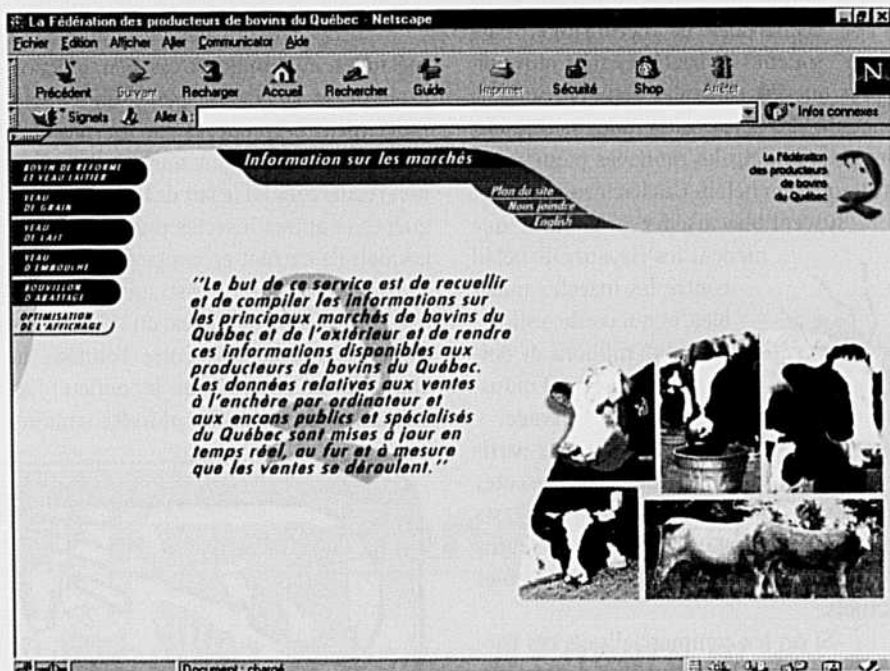 La Fédération des producteurs de bovins du Québec - Netscape
Fichier Edition Afficher Aller Communicator Aide
Précédent Suivant Recharger Accueil Rechercher Guide Imprimer Sécurité Shop Arrêter
N
Signets Aller à : Infos connexes
BOVIN DE RÉFORME
ET VEAU LAITIER
VEAU
DE GRAIN
VEAU
DE LAIT
VEAU
D'EMBOUCHE
BOUVILLON
D'ABATTAGE
OPTIMISATION
DE L'AFFICHAGE
Information sur les marchés
Plan du site
Nous joindre
English
La Fédération
des producteurs
de bovins
du Québec
"Le but de ce service est de recueillir
et de compiler les informations sur
les principaux marchés de bovins du
Québec et de l'extérieur et de rendre
ces informations disponibles aux
producteurs de bovins du Québec.
Les données relatives aux ventes
à l'enchère par ordinateur et
aux encans publics et spécialisés
du Québec sont mises à jour en
temps réel, au fur et à mesure
que les ventes se déroulent."
Document : chargé